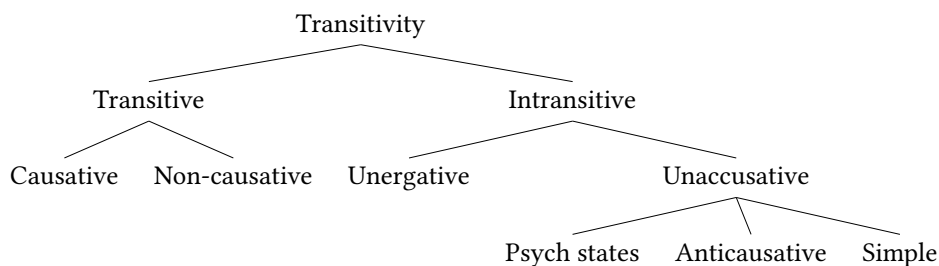 Transitivity
Transitive Intransitive
Causative Non-causative Unergative Unaccusative
Psych states Anticausative Simple